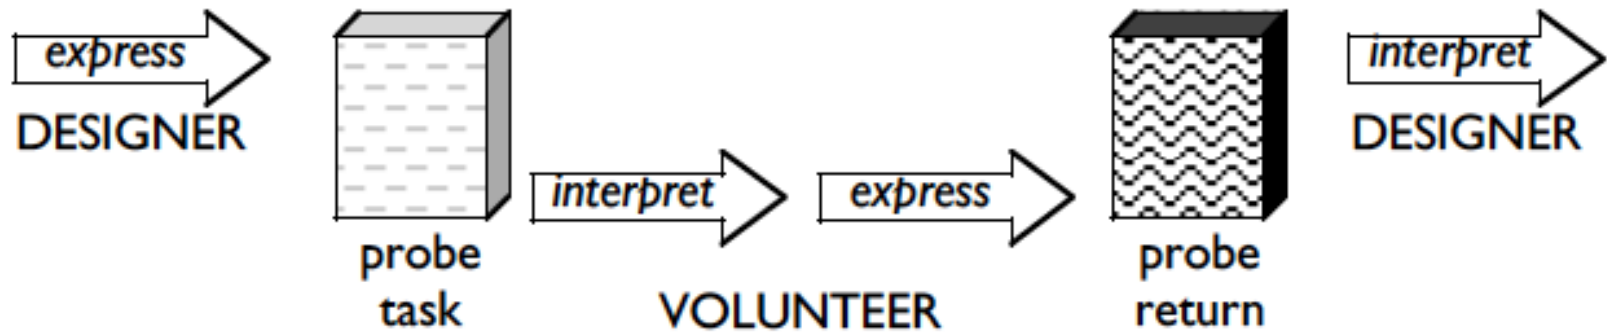 express
DESIGNER
probe
task
interpret
express
VOLUNTEER
probe
return
interpret
DESIGNER